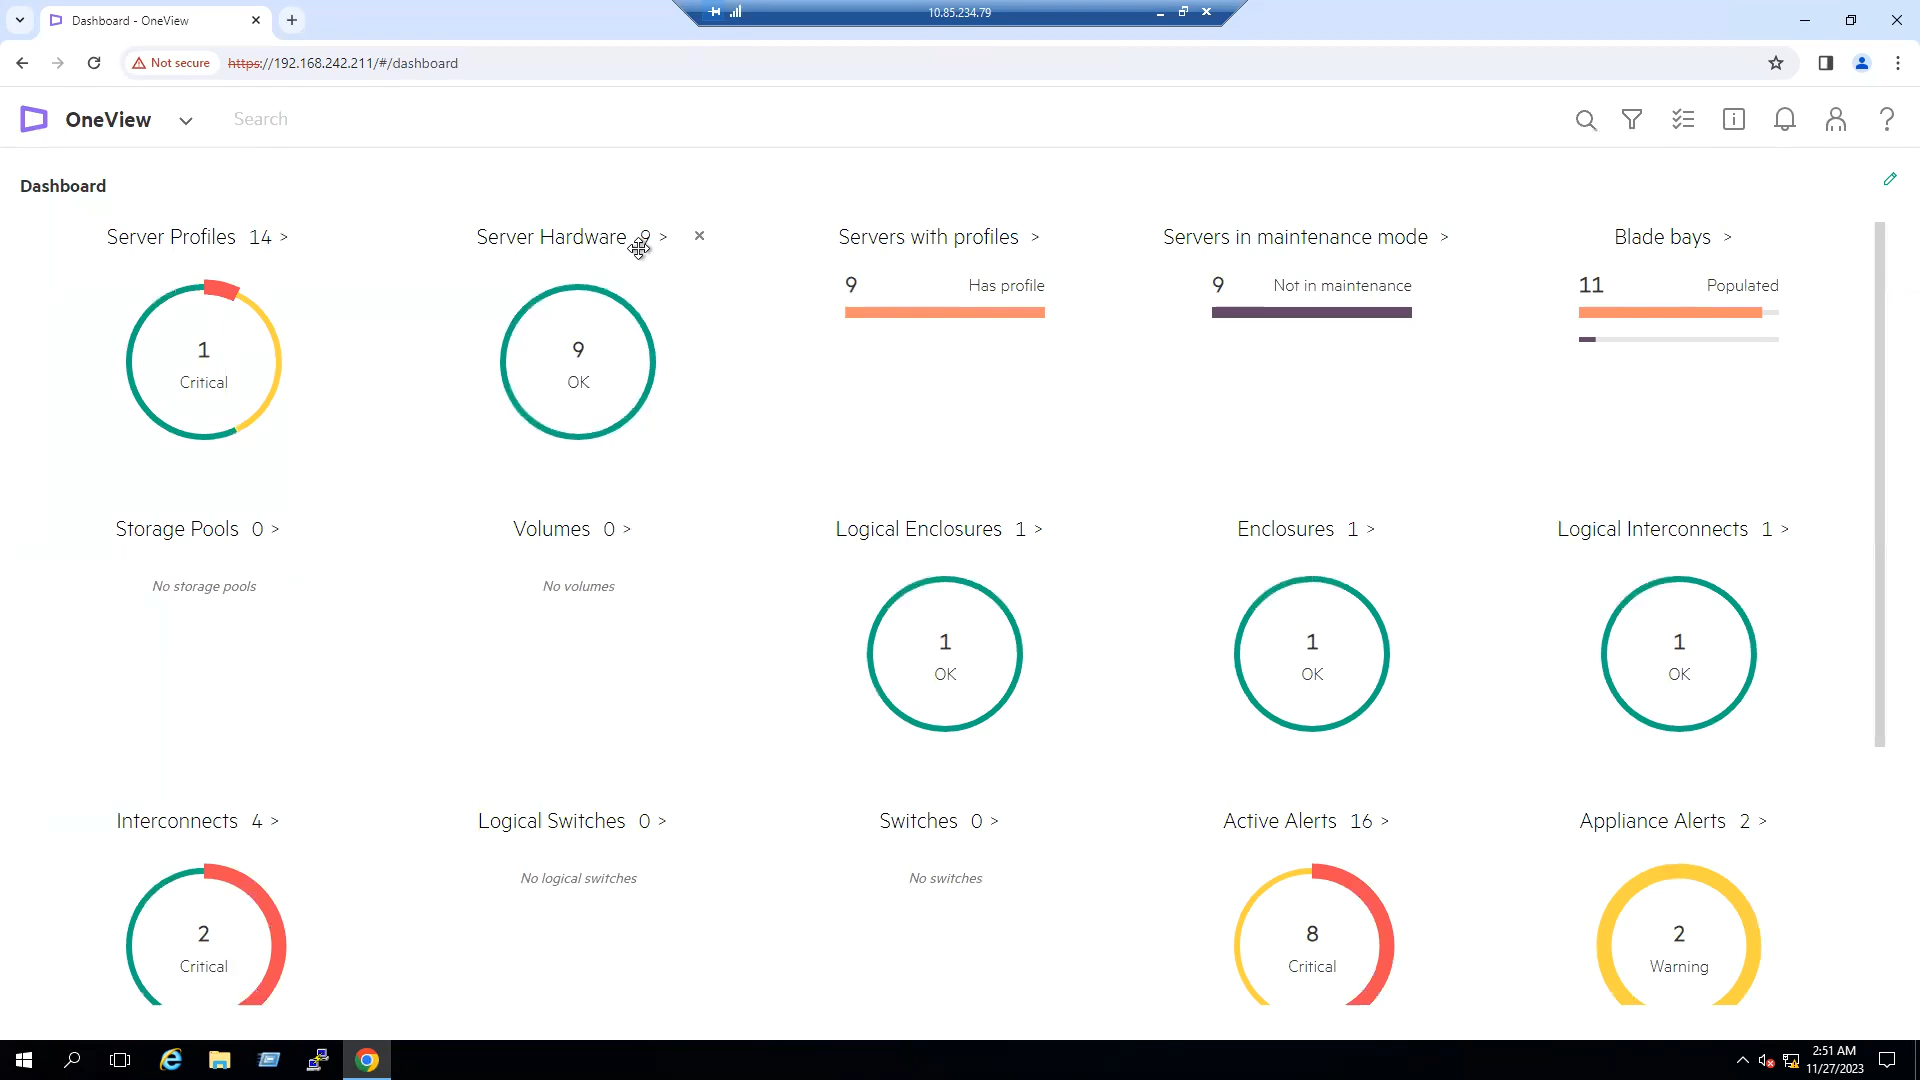 Dashboard - OneView
10.85.234.79
Not secure https://192.168.242.211/#/dashboard
OneView Search
Dashboard
Server Profiles 14 >
Server Hardware 9 >
Servers with profiles >
Servers in maintenance mode >
Blade bays >
9 Has profile
9 Not in maintenance
11 Populated
1
Critical
9
OK
Storage Pools 0 >
Volumes 0 >
Logical Enclosures 1 >
Enclosures 1 >
Logical Interconnects 1 >
No storage pools
No volumes
1
OK
1
OK
1
OK
Interconnects 4 >
Logical Switches 0 >
Switches 0 >
Active Alerts 16 >
Appliance Alerts 2 >
2
Critical
No logical switches
No switches
8
Critical
2
Warning
2:51 AM
11/27/2023